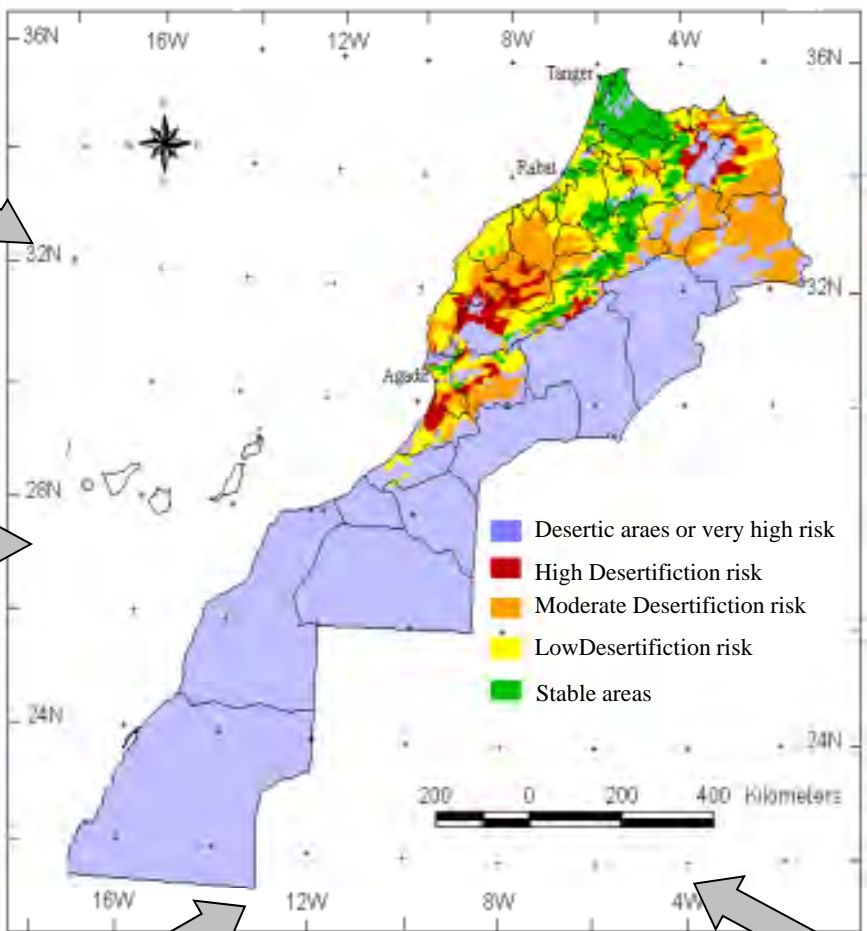 36N 16W 12W 8W 4W 36N
Tanger
Rabat
32N
32N
Agadir
28N
Desertic araes or very high risk
High Desertifiction risk
Moderate Desertifiction risk
LowDesertifiction risk
Stable areas
24N
24N
200 0 200 400 Kilometers
16W 12W 8W 4W